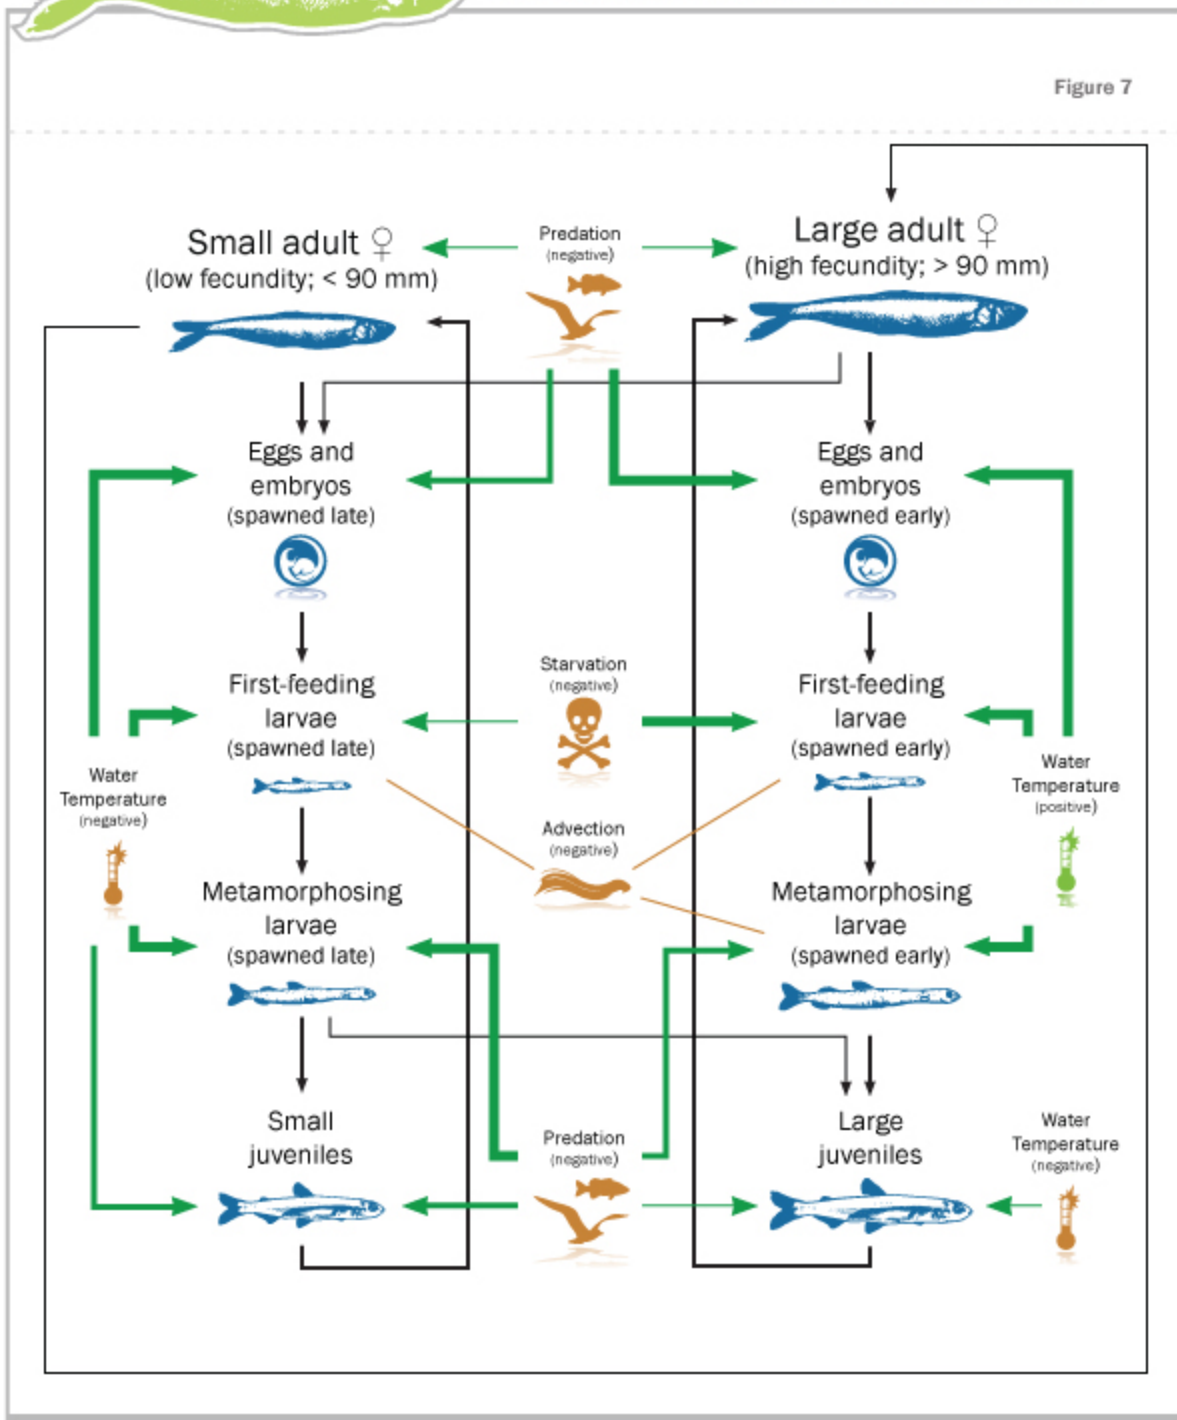 Figure 7
Small adult ♀
(low fecundity; < 90 mm)
Predation
(negative)
Large adult ♀
(high fecundity; > 90 mm)
Eggs and
embryos
(spawned late)
Eggs and
embryos
(spawned early)
First-feeding
larvae
(spawned late)
Starvation
(negative)
First-feeding
larvae
(spawned early)
Water
Temperature
(negative)
Advection
(negative)
Water
Temperature
(positive)
Metamorphosing
larvae
(spawned late)
Metamorphosing
larvae
(spawned early)
Small
juveniles
Predation
(negative)
Large
juveniles
Water
Temperature
(negative)